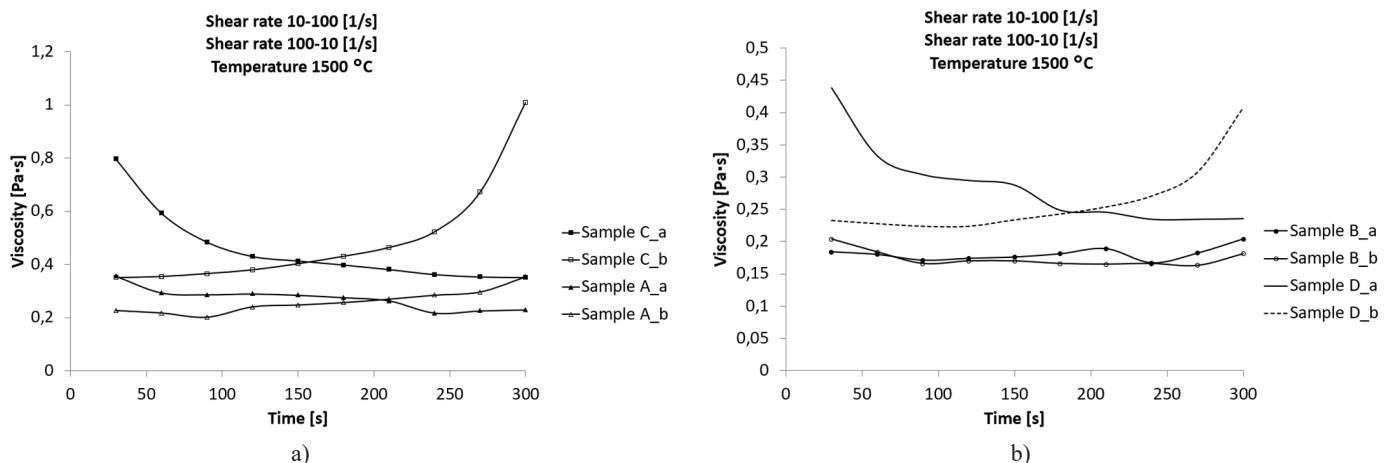 Shear rate 10-100 [1/s]
Shear rate 100-10 [1/s]
Temperature 1500 °C
1,2
1
0,8
0,6
0,4
0,2
0
Viscosity [Pa•s]
0 50 100 150 200 250 300
Time [s]
Sample C_a
Sample C_b
Sample A_a
Sample A_b
a)
Shear rate 10-100 [1/s]
Shear rate 100-10 [1/s]
Temperature 1500 °C
0,5
0,45
0,4
0,35
0,3
0,25
0,2
0,15
0,1
0,05
0
Viscosity [Pa•s]
0 50 100 150 200 250 300
Time [s]
Sample B_a
Sample B_b
Sample D_a
Sample D_b
b)